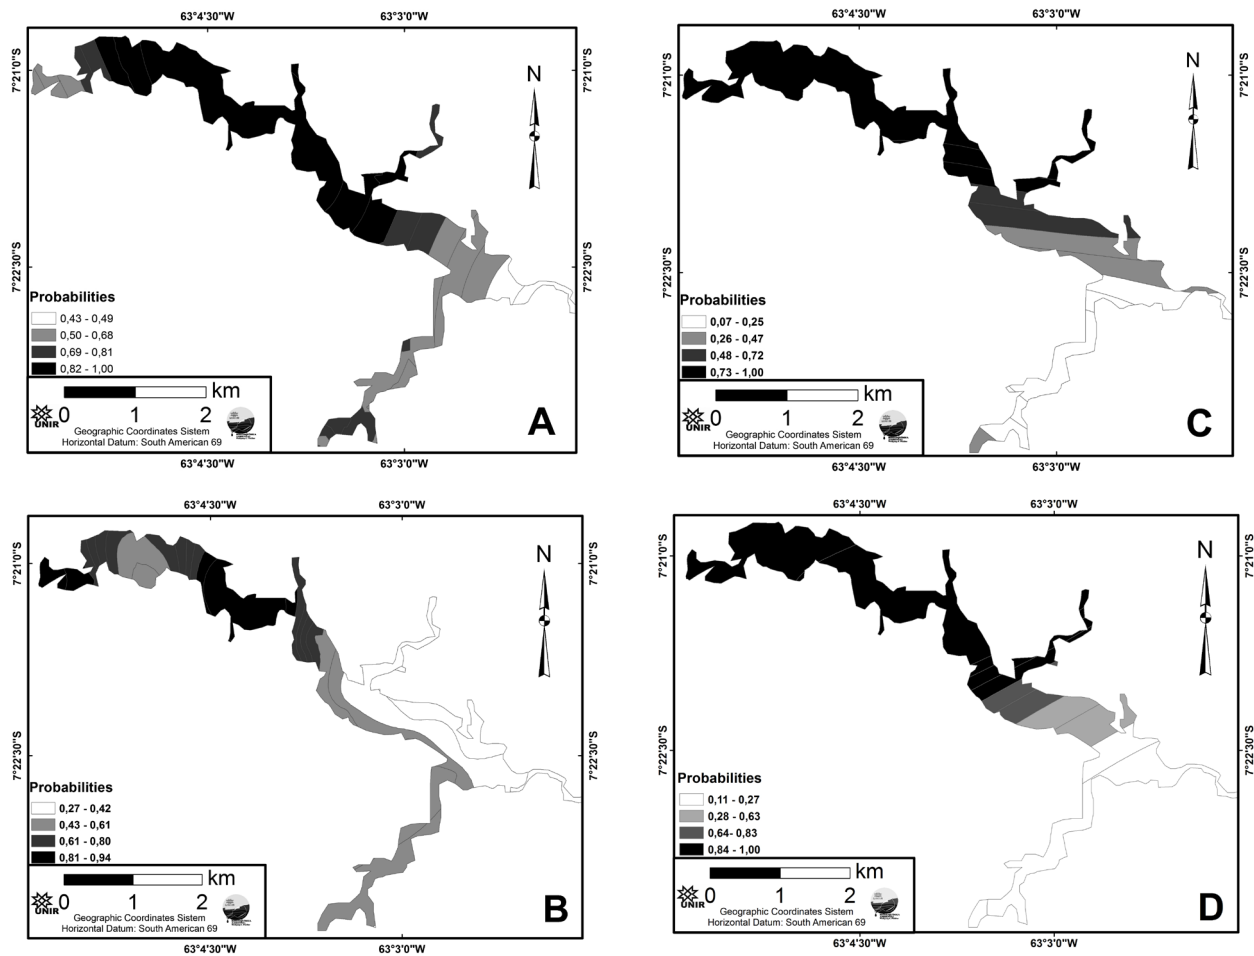 63°4'30"W 63°3'0"W
7°21'0"S 7°21'0"S
N
7°22'30"S 7°22'30"S
Probabilities
0,43 - 0,49
0,50 - 0,68
0,69 - 0,81
0,82 - 1,00
km
0 1 2
UNIR
Geographic Coordinates Sistem
Horizontal Datum: South American 69
A
63°4'30"W 63°3'0"W
63°4'30"W 63°3'0"W
7°21'0"S 7°21'0"S
N
7°22'30"S 7°22'30"S
Probabilities
0,07 - 0,25
0,26 - 0,47
0,48 - 0,72
0,73 - 1,00
km
0 1 2
UNIR
Geographic Coordinates Sistem
Horizontal Datum: South American 69
C
63°4'30"W 63°3'0"W
63°4'30"W 63°3'0"W
7°21'0"S 7°21'0"S
N
7°22'30"S 7°22'30"S
Probabilities
0,27 - 0,42
0,43 - 0,61
0,61 - 0,80
0,81 - 0,94
km
0 1 2
UNIR
Geographic Coordinates Sistem
Horizontal Datum: South American 69
B
63°4'30"W 63°3'0"W
63°4'30"W 63°3'0"W
7°21'0"S 7°21'0"S
N
7°22'30"S 7°22'30"S
Probabilities
0,11 - 0,27
0,28 - 0,63
0,64- 0,83
0,84 - 1,00
km
0 1 2
UNIR
Geographic Coordinates Sistem
Horizontal Datum: South American 69
D
63°4'30"W 63°3'0"W